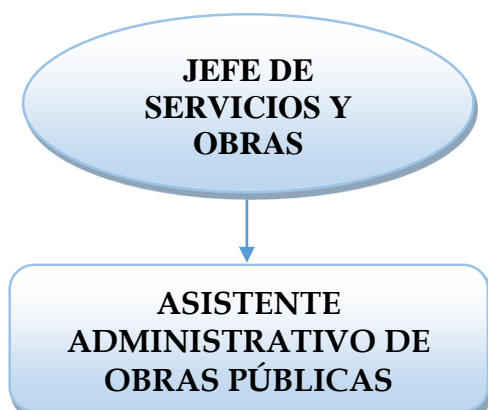 JEFE DE
SERVICIOS Y
OBRAS
ASISTENTE
ADMINISTRATIVO DE
OBRAS PÚBLICAS